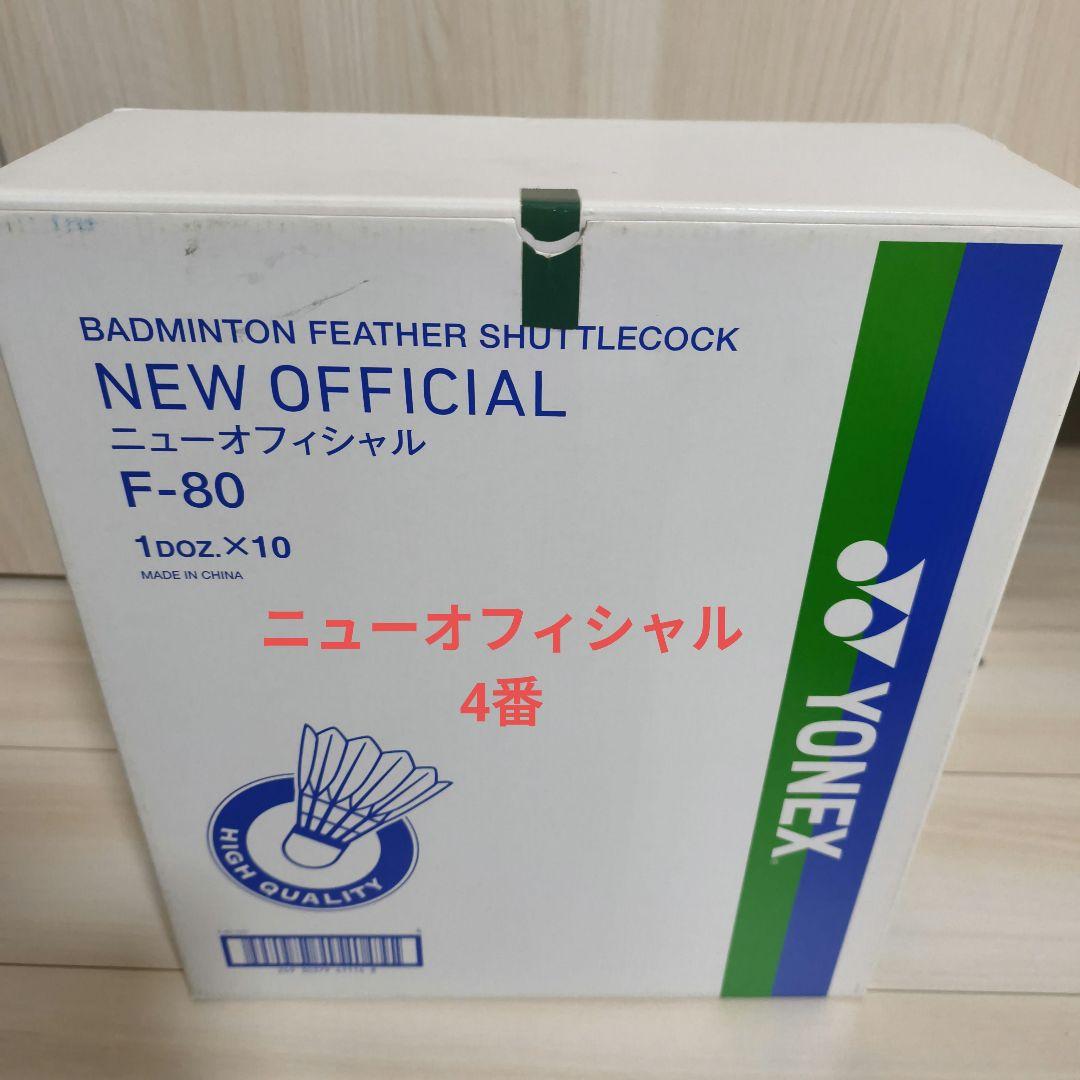 BADMINTON FEATHER SHUTTLECOCK
NEW OFFICIAL
ニューオフィシャル
F-80
1DOZ.×10
MADE IN CHINA
ニューオフィシャル
4番
YONEX
HIGH QUALITY